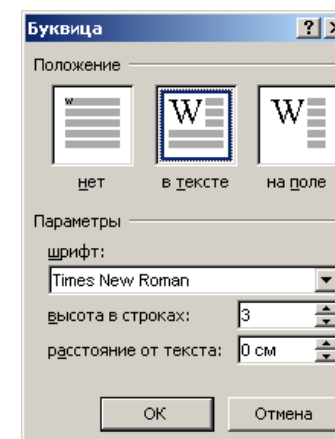 Буквица ? X
Положение
W W W
нет в тексте на поле
Параметры
шрифт:
Times New Roman
высота в строках: 3
расстояние от текста: 0 см
ОК Отмена